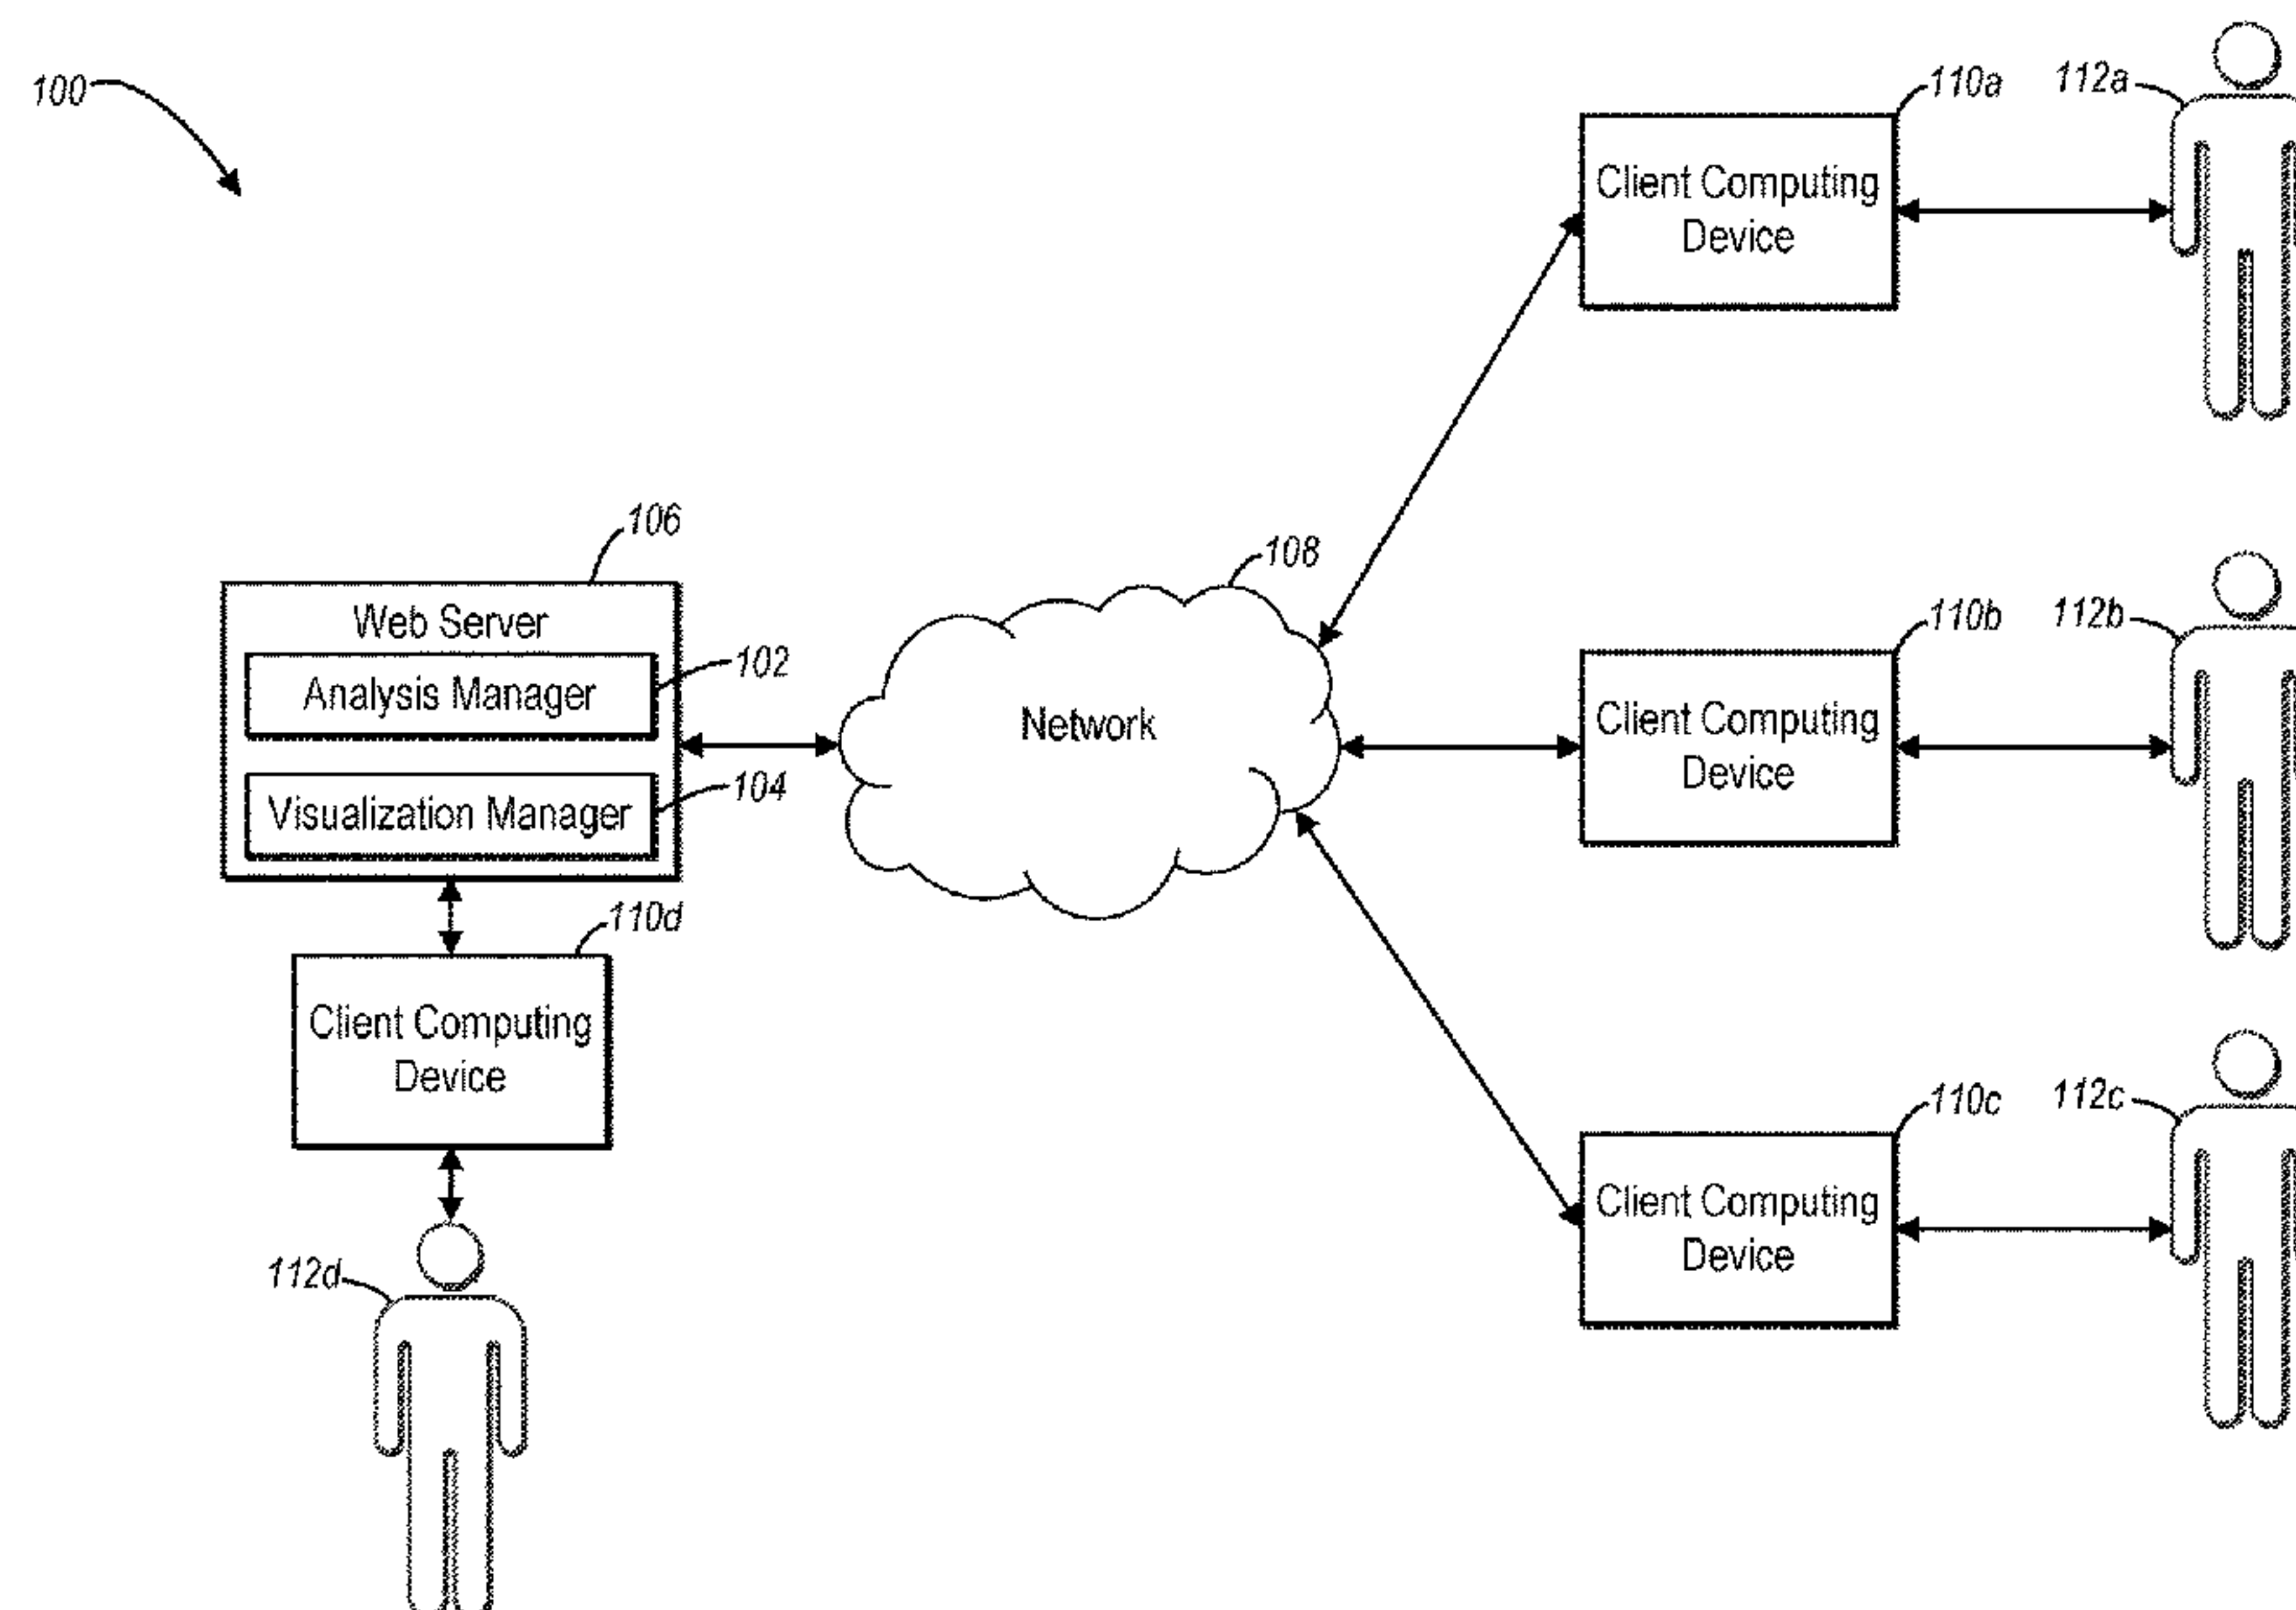 100
110a
112a
Client Computing
Device
106
108
Web Server
102
Analysis Manager
Network
104
Visualization Manager
110b
112b
Client Computing
Device
110d
Client Computing
Device
110c
112c
Client Computing
Device
112d